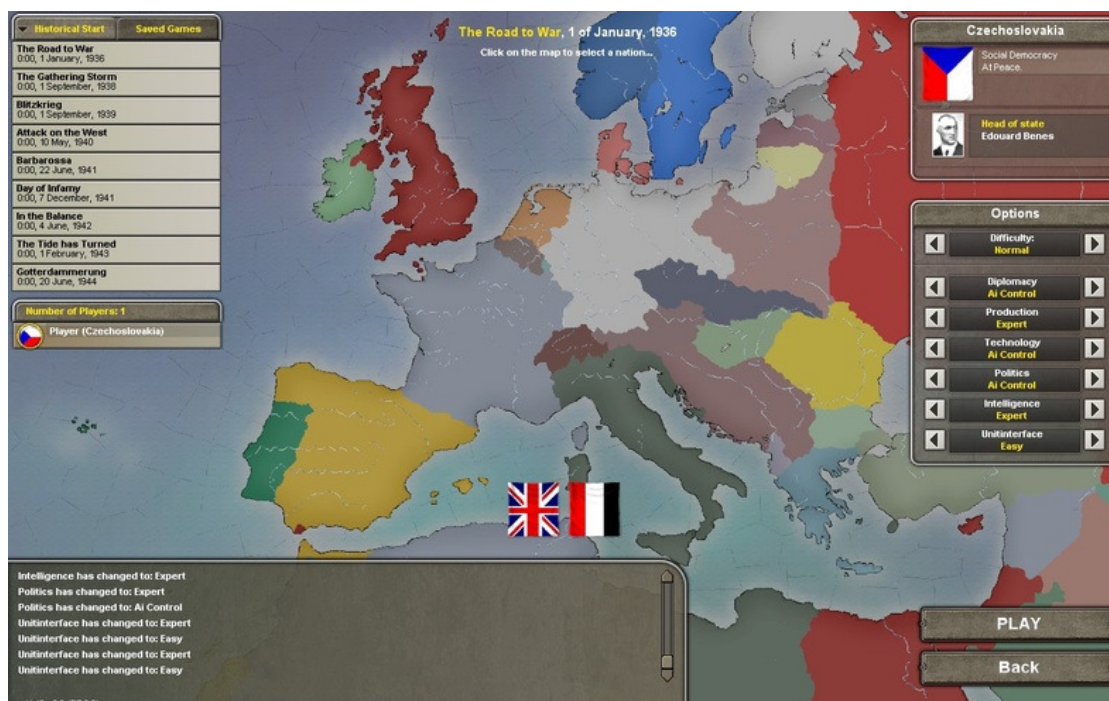 Historical Start
Saved Games
The Road to War
0:00, 1 January, 1936
The Gathering Storm
0:00, 1 September, 1938
Blitzkrieg
0:00, 1 September, 1939
Attack on the West
0:00, 10 May, 1940
Barbarossa
0:00, 22 June, 1941
Day of Infamy
0:00, 7 December, 1941
In the Balance
0:00, 4 June, 1942
The Tide has Turned
0:00, 1 February, 1943
Gotterdammerung
0:00, 20 June, 1944
Number of Players: 1
Player (Czechoslovakia)
The Road to War, 1 of January, 1936
Click on the map to select a nation...
Czechoslovakia
Social Democracy
At Peace.
Head of state
Edouard Benes
Options
Difficulty:
Normal
Diplomacy
Ai Control
Production
Expert
Technology
Ai Control
Politics
Ai Control
Intelligence
Expert
Unitinterface
Easy
Intelligence has changed to: Expert
Politics has changed to: Expert
Politics has changed to: Ai Control
Unitinterface has changed to: Expert
Unitinterface has changed to: Easy
Unitinterface has changed to: Expert
Unitinterface has changed to: Easy
PLAY
Back